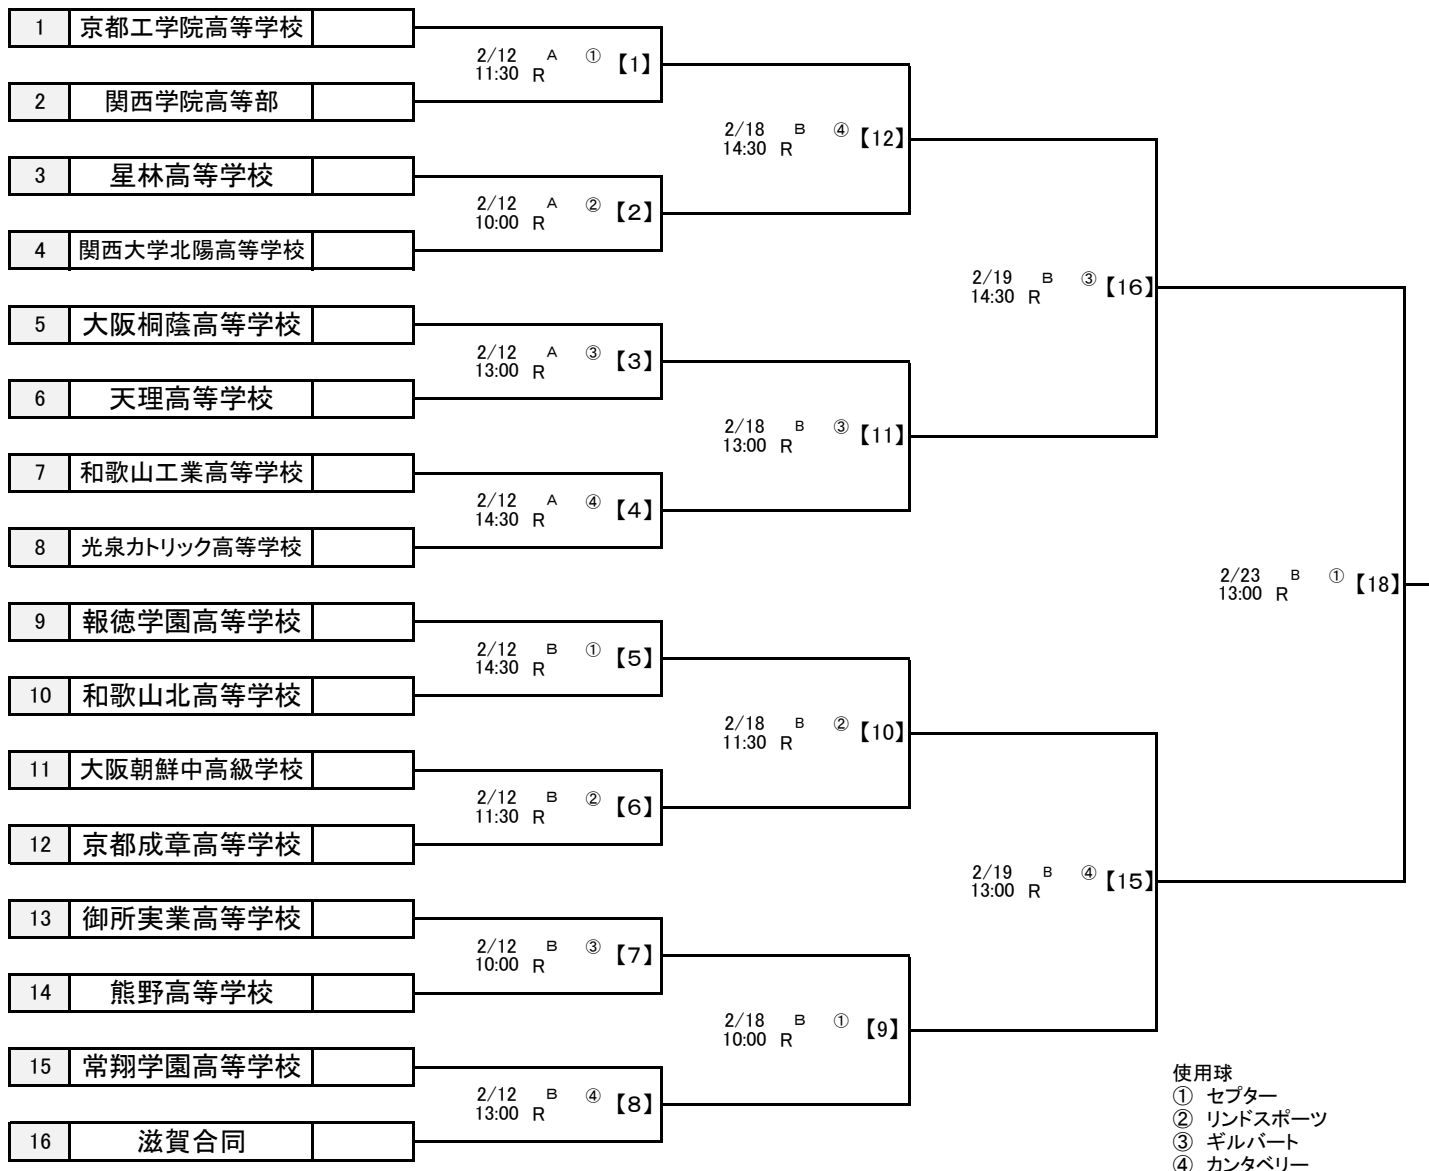 1 京都工学院高等学校
2/12 A ① 【1】
11:30 R
2 関西学院高等部
2/18 B ④ 【12】
14:30 R
3 星林高等学校
2/12 A ② 【2】
10:00 R
4 関西大学北陽高等学校
2/19 B ③ 【16】
14:30 R
5 大阪桐蔭高等学校
2/12 A ③ 【3】
13:00 R
6 天理高等学校
2/18 B ③ 【11】
13:00 R
7 和歌山工業高等学校
2/12 A ④ 【4】
14:30 R
8 光泉カトリック高等学校
2/23 B ① 【18】
13:00 R
9 報徳学園高等学校
2/12 B ① 【5】
14:30 R
10 和歌山北高等学校
2/18 B ② 【10】
11:30 R
11 大阪朝鮮中高級学校
2/12 B ② 【6】
11:30 R
12 京都成章高等学校
2/19 B ④ 【15】
13:00 R
13 御所実業高等学校
2/12 B ③ 【7】
10:00 R
14 熊野高等学校
2/18 B ① 【9】
10:00 R
15 常翔学園高等学校
2/12 B ④ 【8】
13:00 R
16 滋賀合同
使用球
① セプター
② リンドスポーツ
③ ギルバート
④ カンタベリー